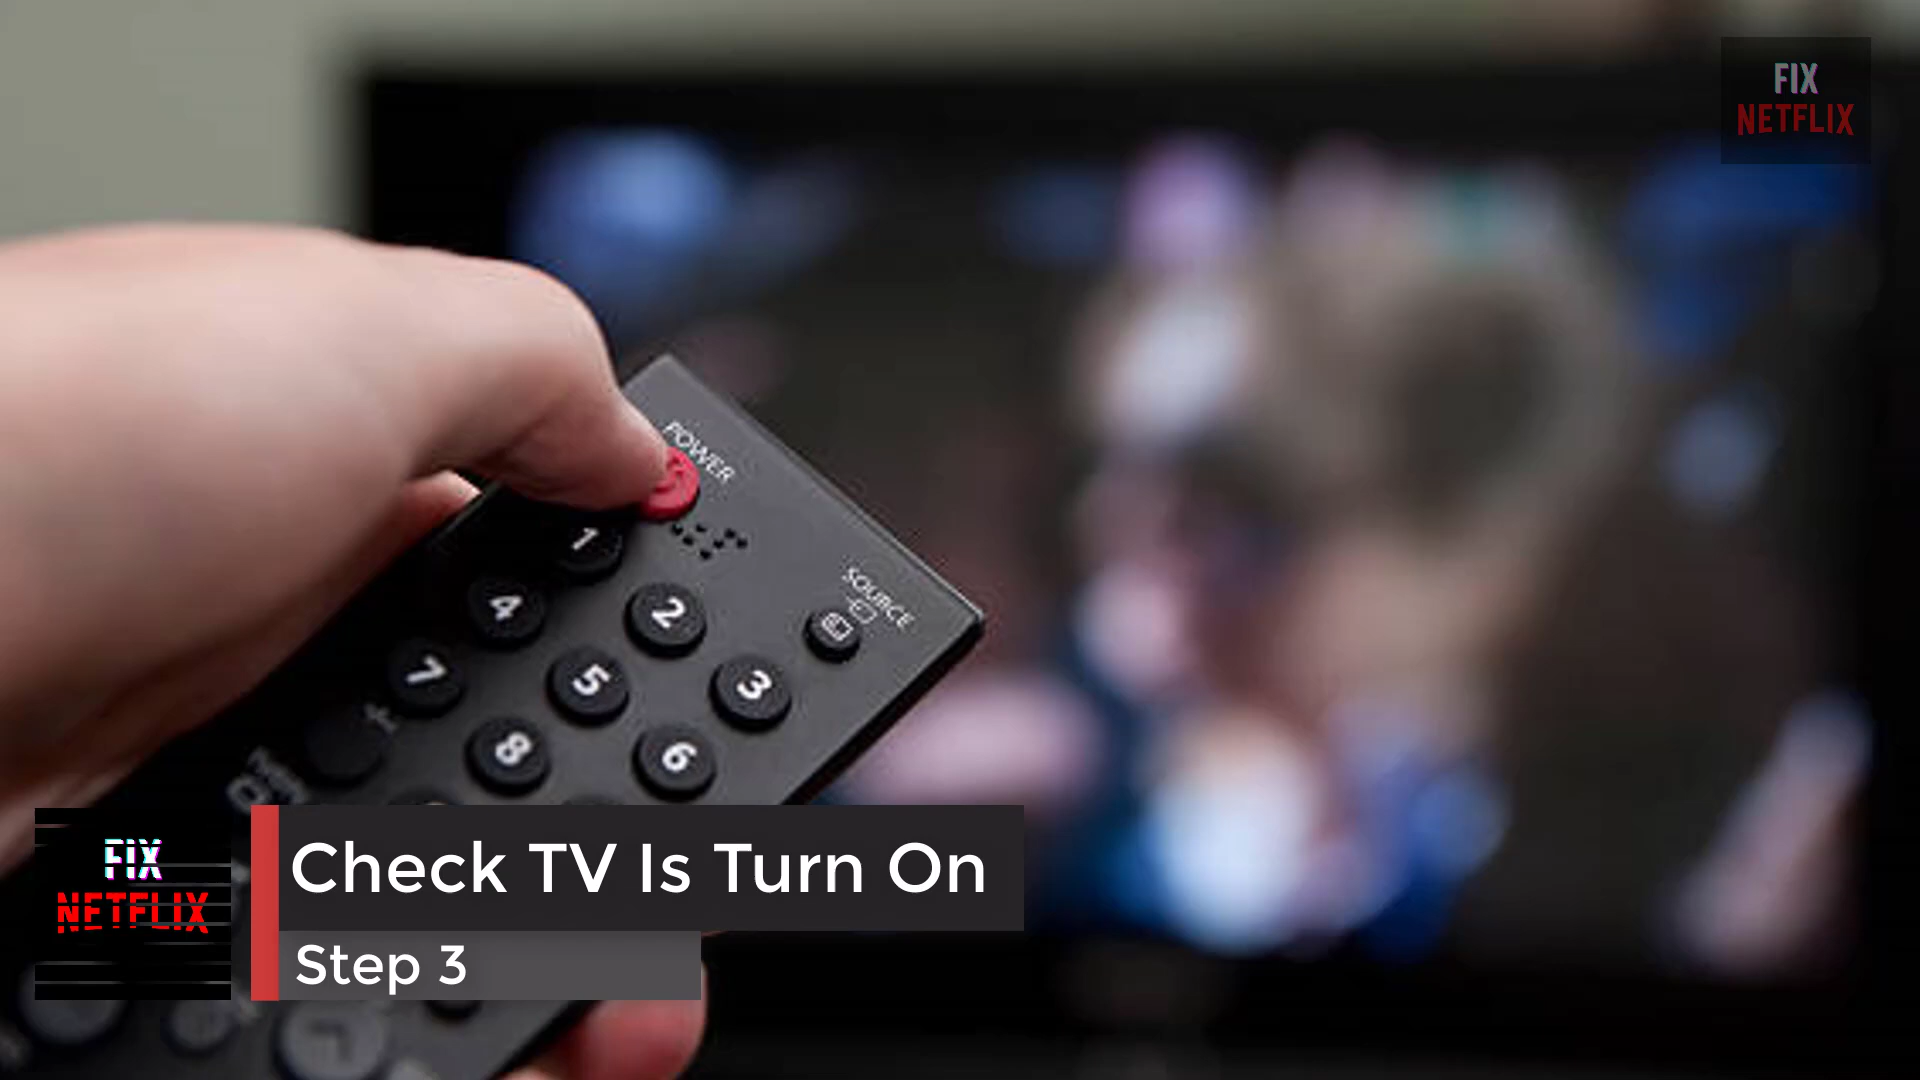 FIX
NETFLIX
POWER
SOURCE
1
2
3
4
5
6
7
8
FIX
NETFLIX
Check TV Is Turn On
Step 3